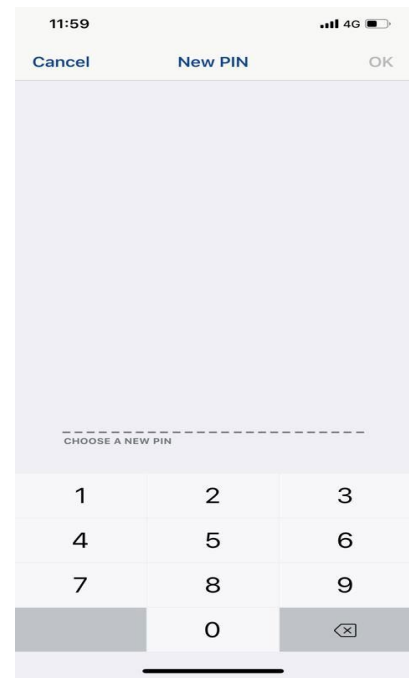 11:59 4G
Cancel New PIN OK
CHOOSE A NEW PIN
1 2 3
4 5 6
7 8 9
0